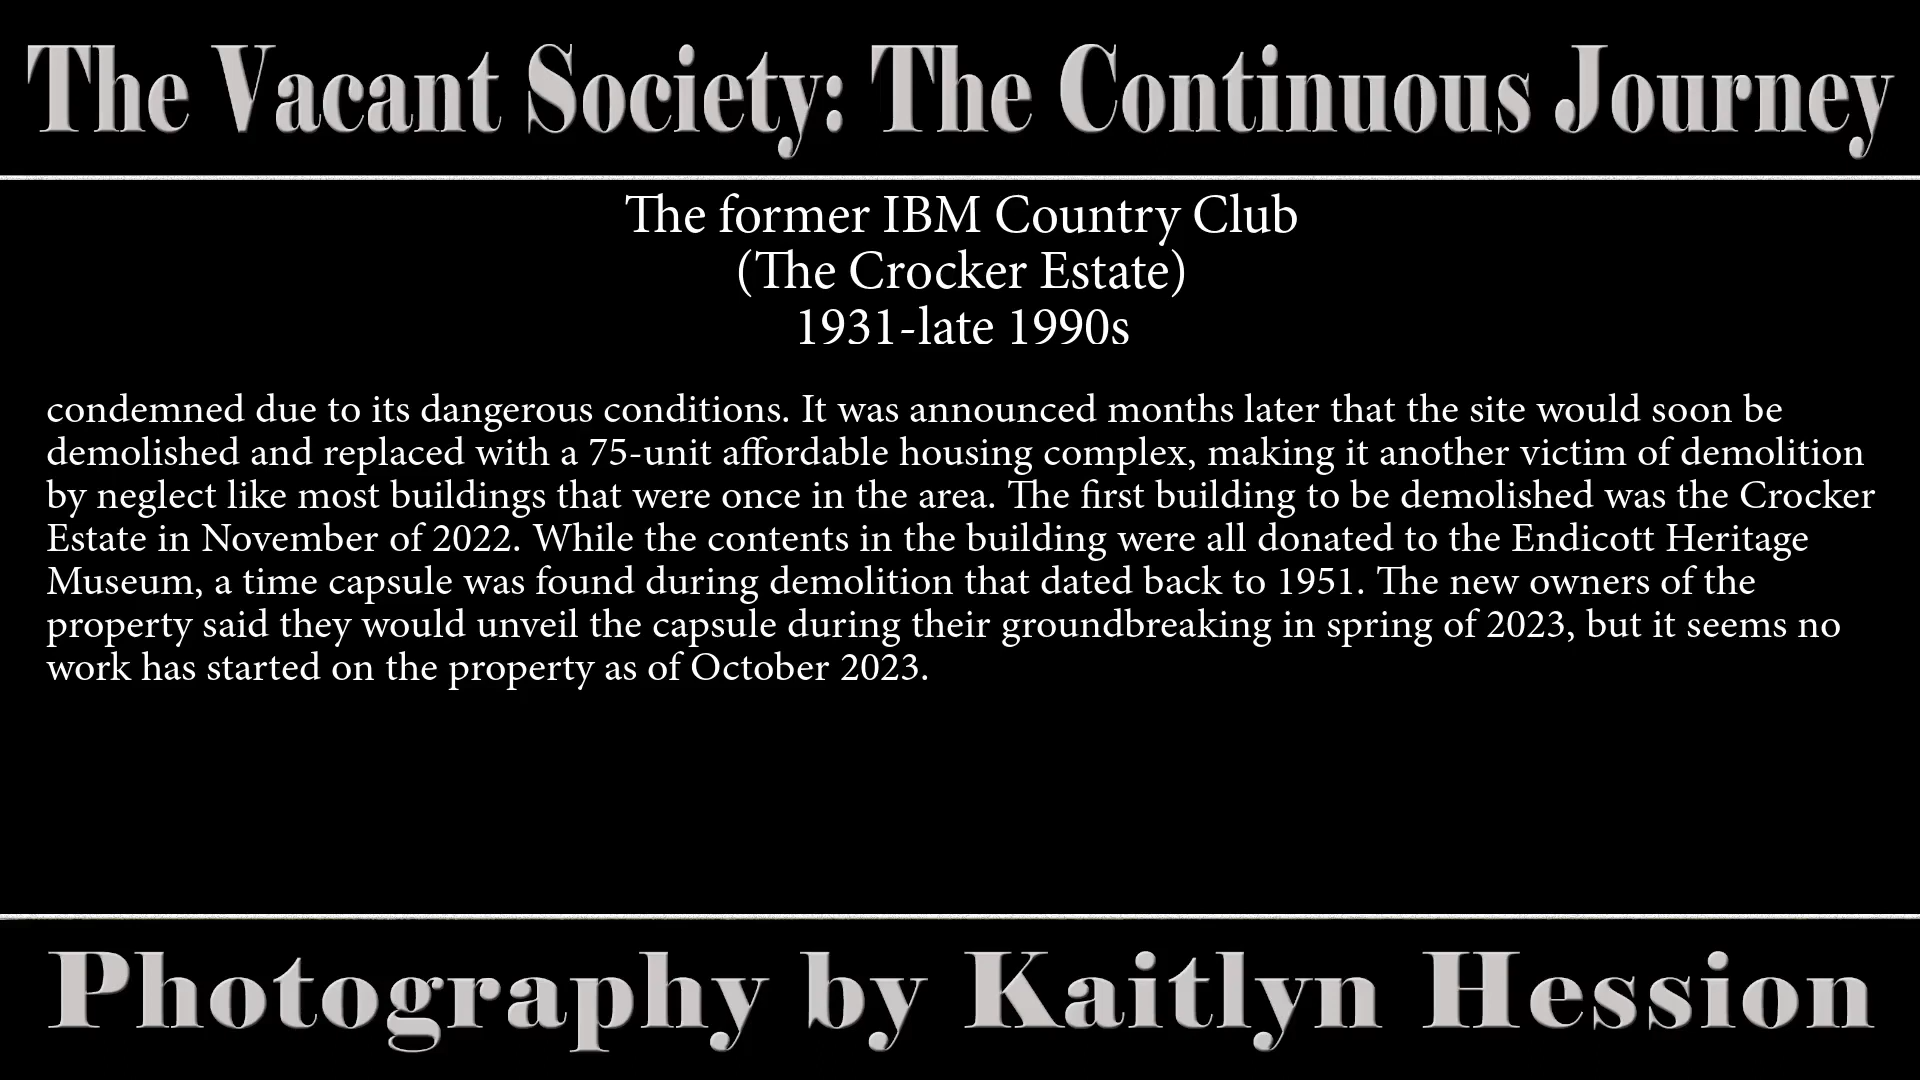 The Vacant Society: The Continuous Journey
The former IBM Country Club
(The Crocker Estate)
1931-late 1990s
condemned due to its dangerous conditions. It was announced months later that the site would soon be
demolished and replaced with a 75-unit affordable housing complex, making it another victim of demolition
by neglect like most buildings that were once in the area. The first building to be demolished was the Crocker
Estate in November of 2022. While the contents in the building were all donated to the Endicott Heritage
Museum, a time capsule was found during demolition that dated back to 1951. The new owners of the
property said they would unveil the capsule during their groundbreaking in spring of 2023, but it seems no
work has started on the property as of October 2023.
Photography by Kaitlyn Hession